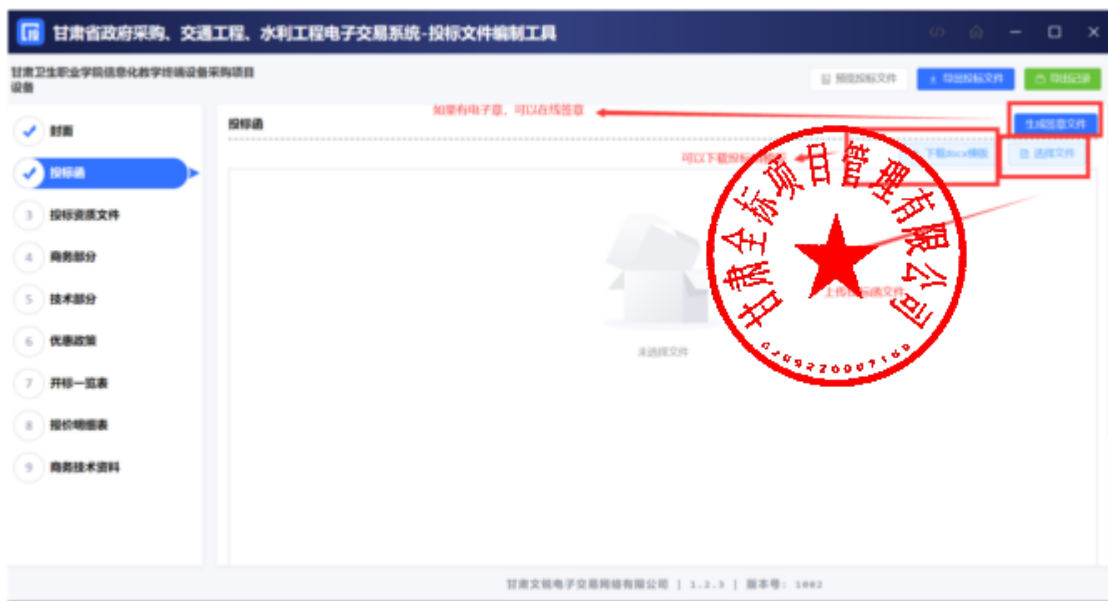 甘肃省政府采购、交通工程、水利工程电子交易系统-投标文件编制工具
甘肃卫生职业学院信息化教学终端设备采购项目
设备
预览投标文件
导出投标文件
导出记录
封面
投标函
如果有电子章，可以在线签章
生成签章文件
投标函
可以下载投标
下载docx模版
选择文件
3 投标资质文件
4 商务部分
5 技术部分
6 优惠政策
7 开标一览表
8 报价明细表
9 商务技术资料
甘肃全标项目管理有限公司
上传投标函文件
未选择文件
甘肃文锐电子交易网络有限公司 | 1.2.3 | 版本号: 1002